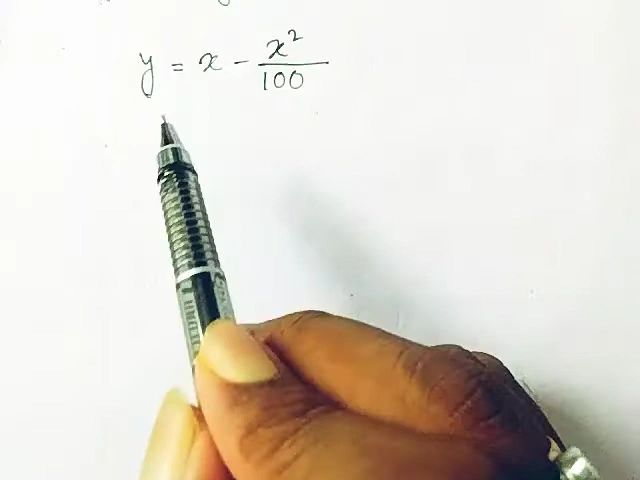 y = x - x²/100